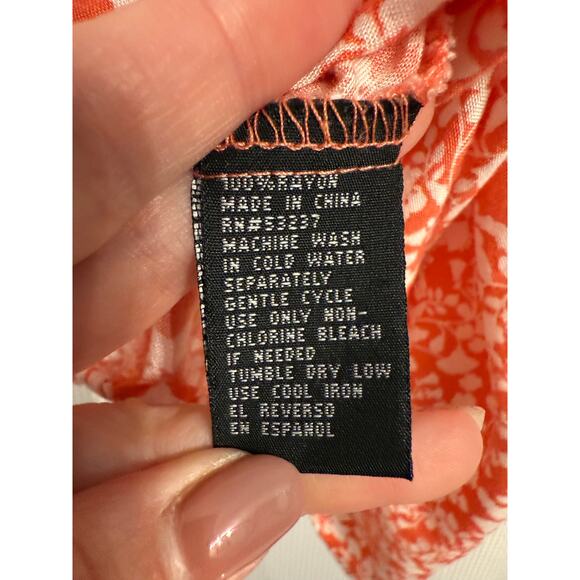 100%RAYON
MADE IN CHINA
RN#53237
MACHINE WASH
IN COLD WATER
SEPARATELY
GENTLE CYCLE
USE ONLY NON-
CHLORINE BLEACH
IF NEEDED
TUMBLE DRY LOW
USE COOL IRON
EL REVERSO
EN ESPANOL